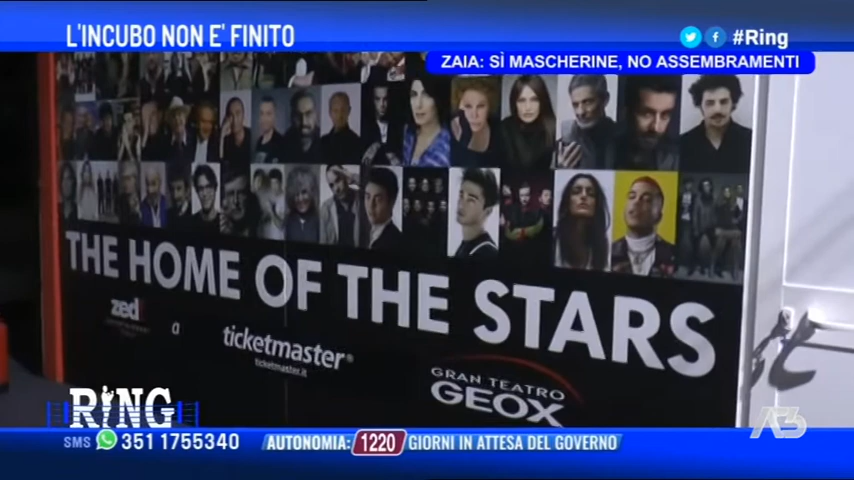 L'INCUBO NON E' FINITO
#Ring
ZAIA: SÌ MASCHERINE, NO ASSEMBRAMENTI
THE HOME OF THE STARS
zed!
a
ticketmaster®
ticketmaster.it
GRAN TEATRO
GEOX
RING
SMS 351 1755340
AUTONOMIA: 1220 GIORNI IN ATTESA DEL GOVERNO
A3